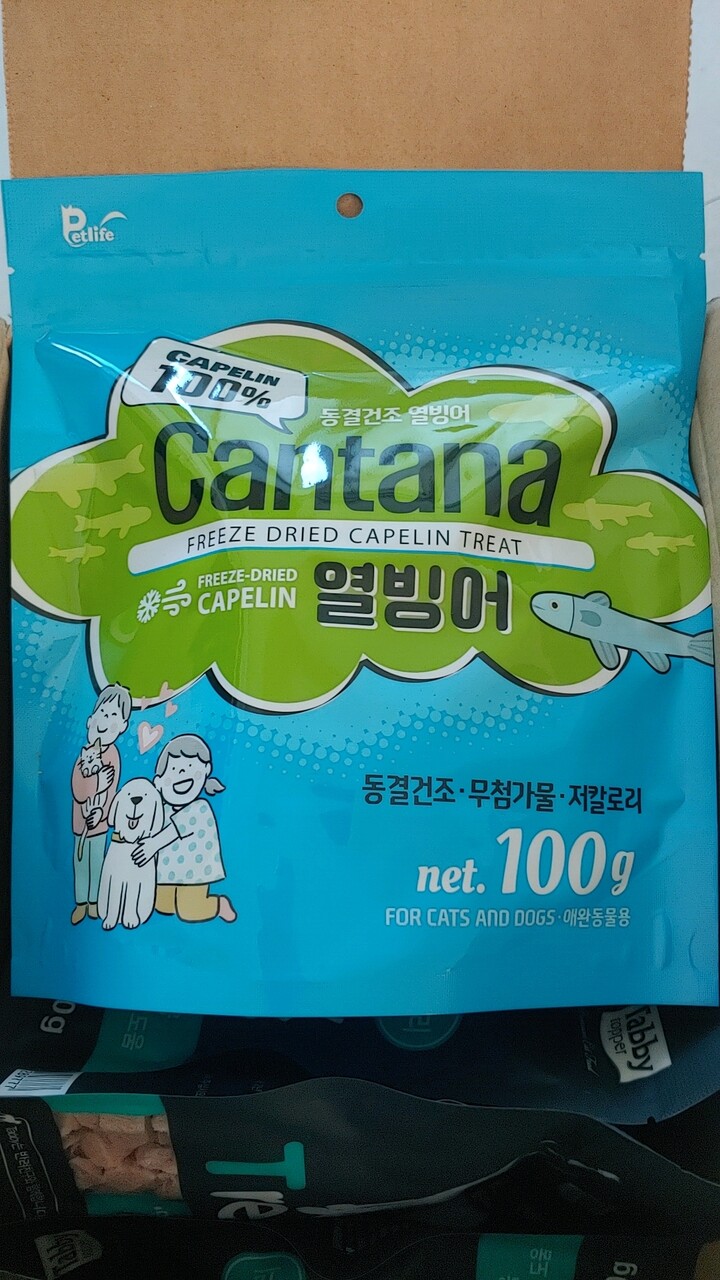 Petlife
CAPELIN
100%
동결건조 열빙어
Cantana
FREEZE DRIED CAPELIN TREAT
FREEZE-DRIED
CAPELIN
열빙어
동결건조·무첨가물·저칼로리
net. 100g
FOR CATS AND DOGS·애완동물용
Tabby
topper
Tre
Tabby